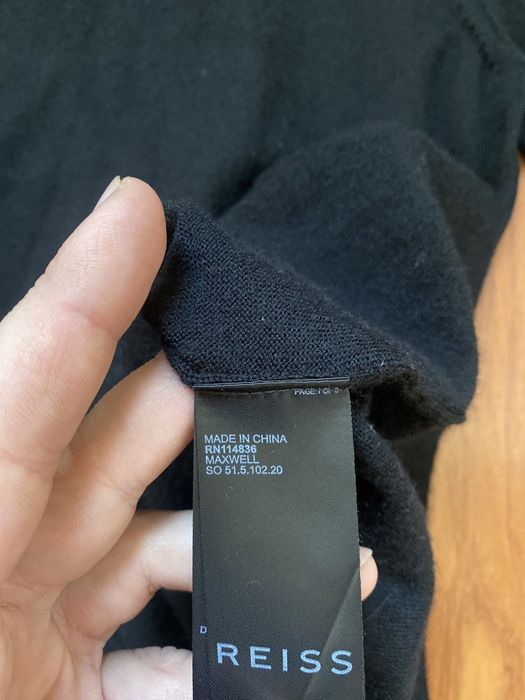 PAGE 1 OF 3
MADE IN CHINA
RN114836
MAXWELL
SO 51.5.102.20
D
REISS